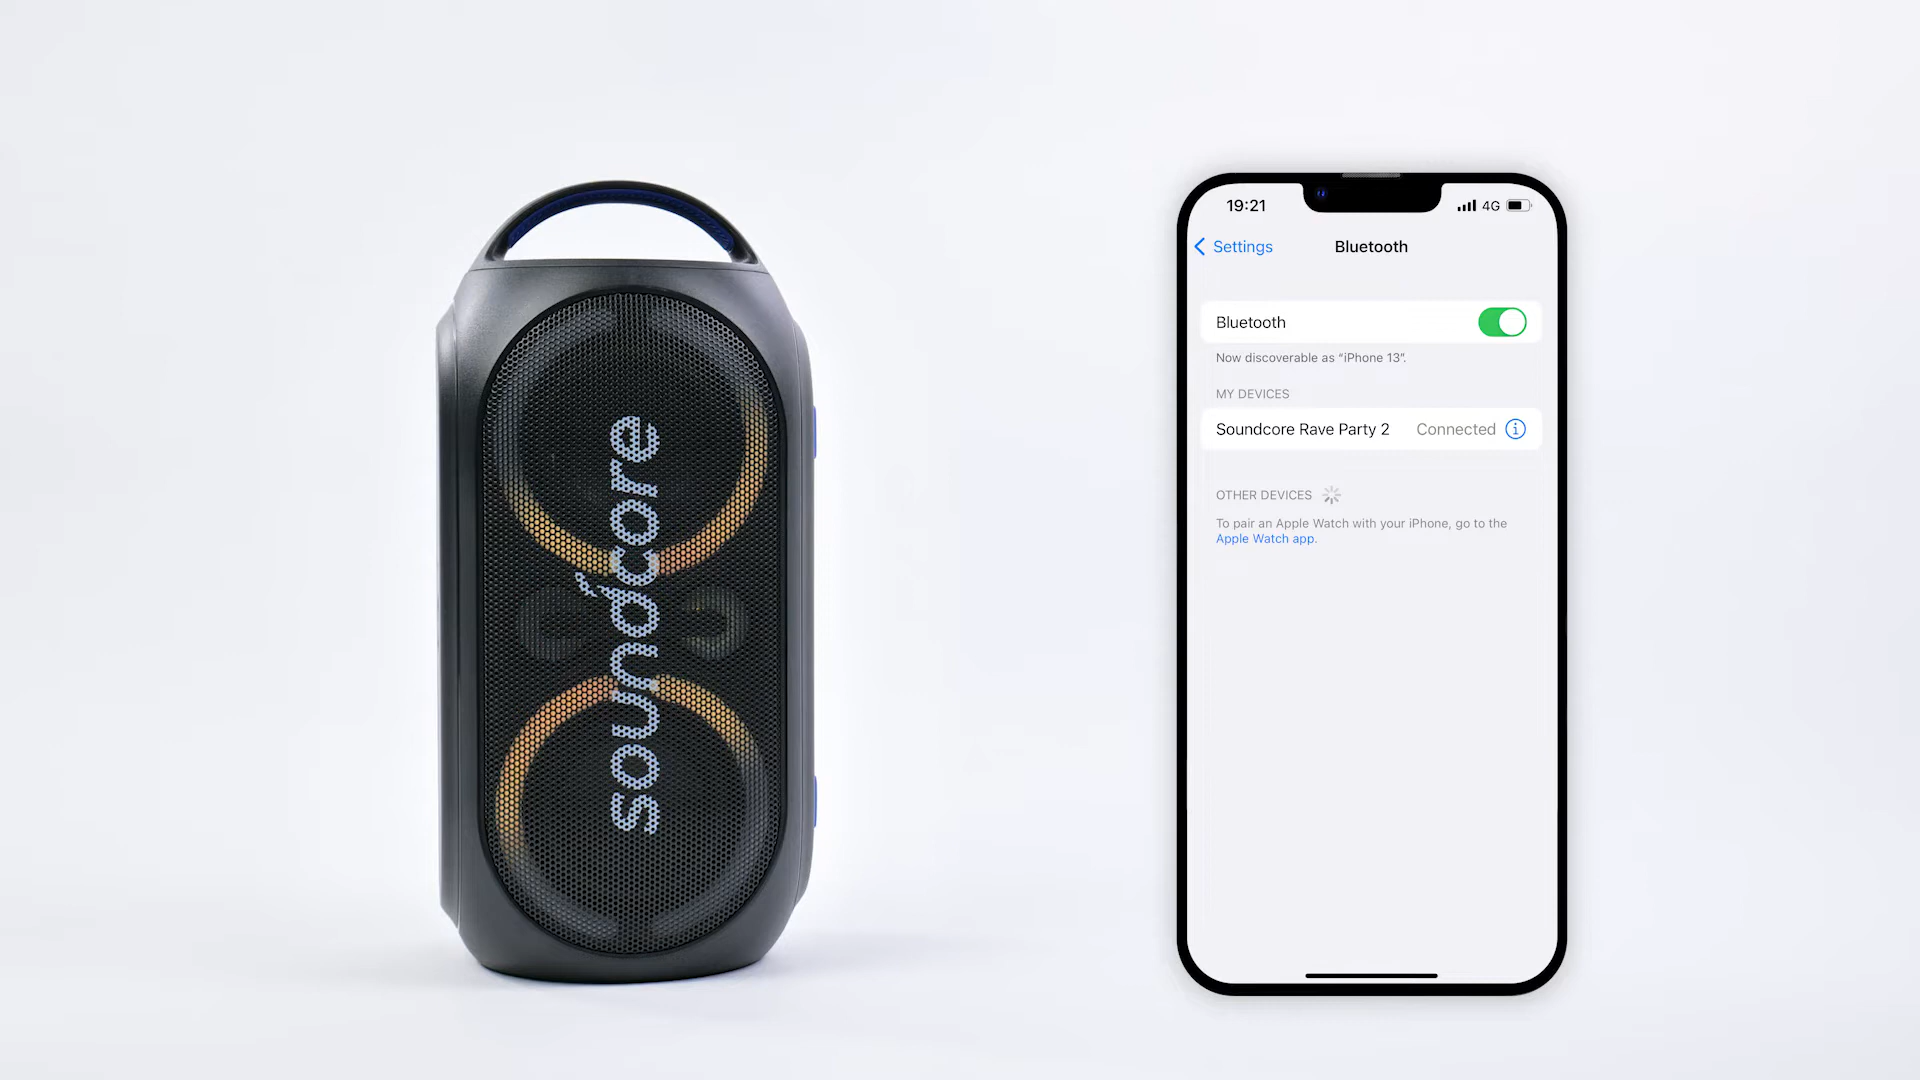 soundcore
19:21
4G
Settings
Bluetooth
Bluetooth
Now discoverable as “iPhone 13”.
MY DEVICES
Soundcore Rave Party 2 Connected
OTHER DEVICES
To pair an Apple Watch with your iPhone, go to the
Apple Watch app.